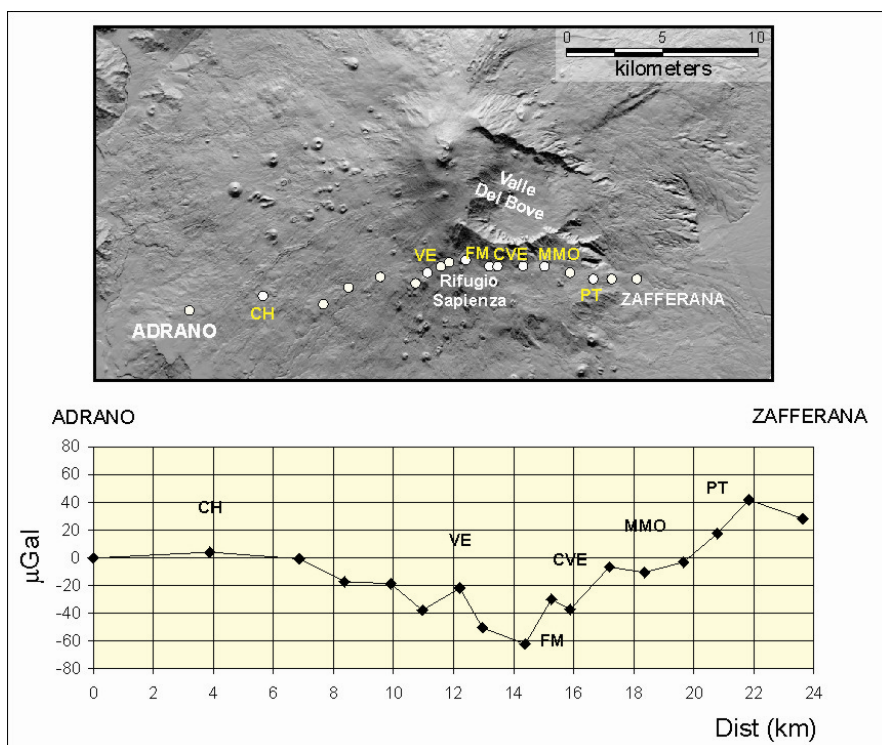 0 5 10
kilometers
Valle
Del Bove
VE FM CVE MMO
Rifugio
Sapienza
CH
PT ZAFFERANA
ADRANO
ADRANO ZAFFERANA
80
60
40
20
0
-20
-40
-60
-80
µGal
CH
VE
FM
CVE
MMO
PT
0 2 4 6 8 10 12 14 16 18 20 22 24
Dist (km)